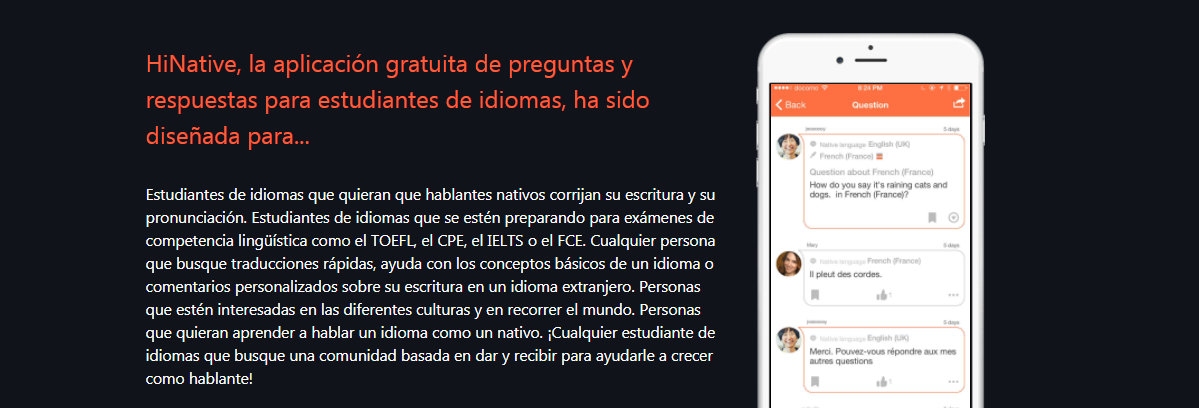 HiNative, la aplicación gratuita de preguntas y
respuestas para estudiantes de idiomas, ha sido
diseñada para...
Estudiantes de idiomas que quieran que hablantes nativos corrijan su escritura y su
pronunciación. Estudiantes de idiomas que se estén preparando para exámenes de
competencia lingüística como el TOEFL, el CPE, el IELTS o el FCE. Cualquier persona
que busque traducciones rápidas, ayuda con los conceptos básicos de un idioma o
comentarios personalizados sobre su escritura en un idioma extranjero. Personas
que estén interesadas en las diferentes culturas y en recorrer el mundo. Personas
que quieran aprender a hablar un idioma como un nativo. ¡Cualquier estudiante de
idiomas que busque una comunidad basada en dar y recibir para ayudarle a crecer
como hablante!
docomo 8:24 PM
Back Question
5 days
Native language English (UK)
French (France)
Question about French (France)
How do you say it's raining cats and
dogs. in French (France)?
Mary 5 days
Native language French (France)
Il pleut des cordes.
1
5 days
Native language English (UK)
Merci. Pouvez-vous répondre aux mes
autres questions
1